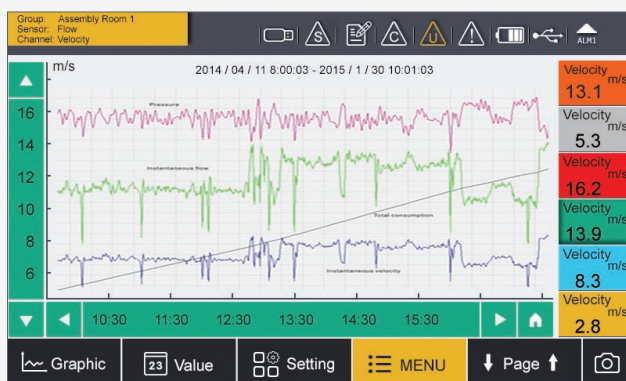 Group: Assembly Room 1
Sensor: Flow
Channel: Velocity
S
C
U
ALM1
m/s
2014 / 04 / 11 8:00:03 - 2015 / 1 / 30 10:01:03
16
14
12
10
8
6
Pressure
Instantaneous flow
Total consumption
Instantaneous velocity
Velocity
m/s
13.1
Velocity
m/s
5.3
Velocity
m/s
16.2
Velocity
m/s
13.9
Velocity
m/s
8.3
Velocity
m/s
2.8
10:30 11:30 12:30 13:30 14:30 15:30
Graphic
23 Value
Setting
MENU
Page